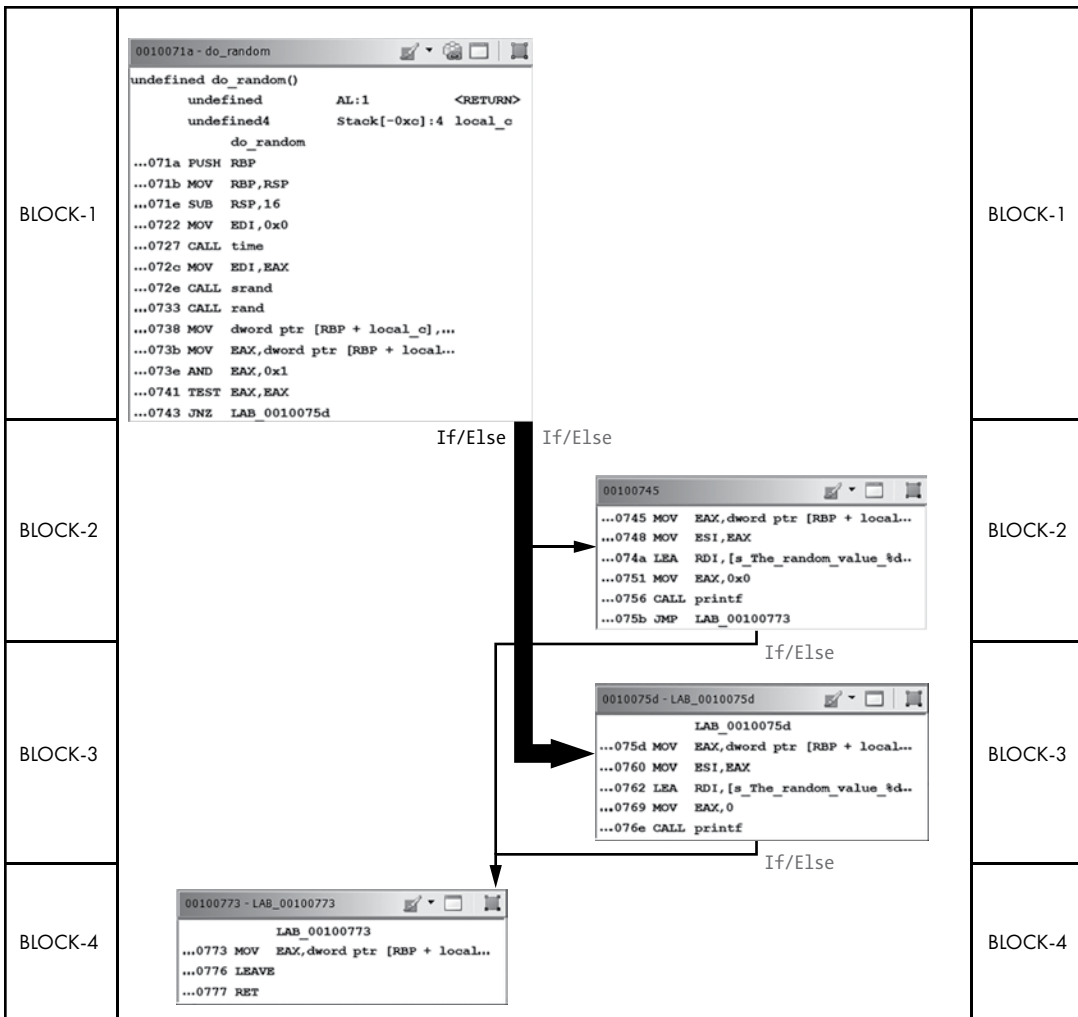 BLOCK-1
0010071a - do_random
undefined do_random()
undefined AL:1 <RETURN>
undefined4 Stack[-0xc]:4 local_c
do_random
...071a PUSH RBP
...071b MOV RBP,RSP
...071e SUB RSP,16
...0722 MOV EDI,0x0
...0727 CALL time
...072c MOV EDI,EAX
...072e CALL srand
...0733 CALL rand
...0738 MOV dword ptr [RBP + local_c],...
...073b MOV EAX,dword ptr [RBP + local...
...073e AND EAX,0x1
...0741 TEST EAX,EAX
...0743 JNZ LAB_0010075d
BLOCK-1
If/Else If/Else
BLOCK-2
00100745
...0745 MOV EAX,dword ptr [RBP + local...
...0748 MOV ESI,EAX
...074a LEA RDI,[s_The_random_value_%d..
...0751 MOV EAX,0x0
...0756 CALL printf
...075b JMP LAB_00100773
BLOCK-2
If/Else
BLOCK-3
0010075d - LAB_0010075d
LAB_0010075d
...075d MOV EAX,dword ptr [RBP + local...
...0760 MOV ESI,EAX
...0762 LEA RDI,[s_The_random_value_%d..
...0769 MOV EAX,0
...076e CALL printf
BLOCK-3
If/Else
BLOCK-4
00100773 - LAB_00100773
LAB_00100773
...0773 MOV EAX,dword ptr [RBP + local...
...0776 LEAVE
...0777 RET
BLOCK-4